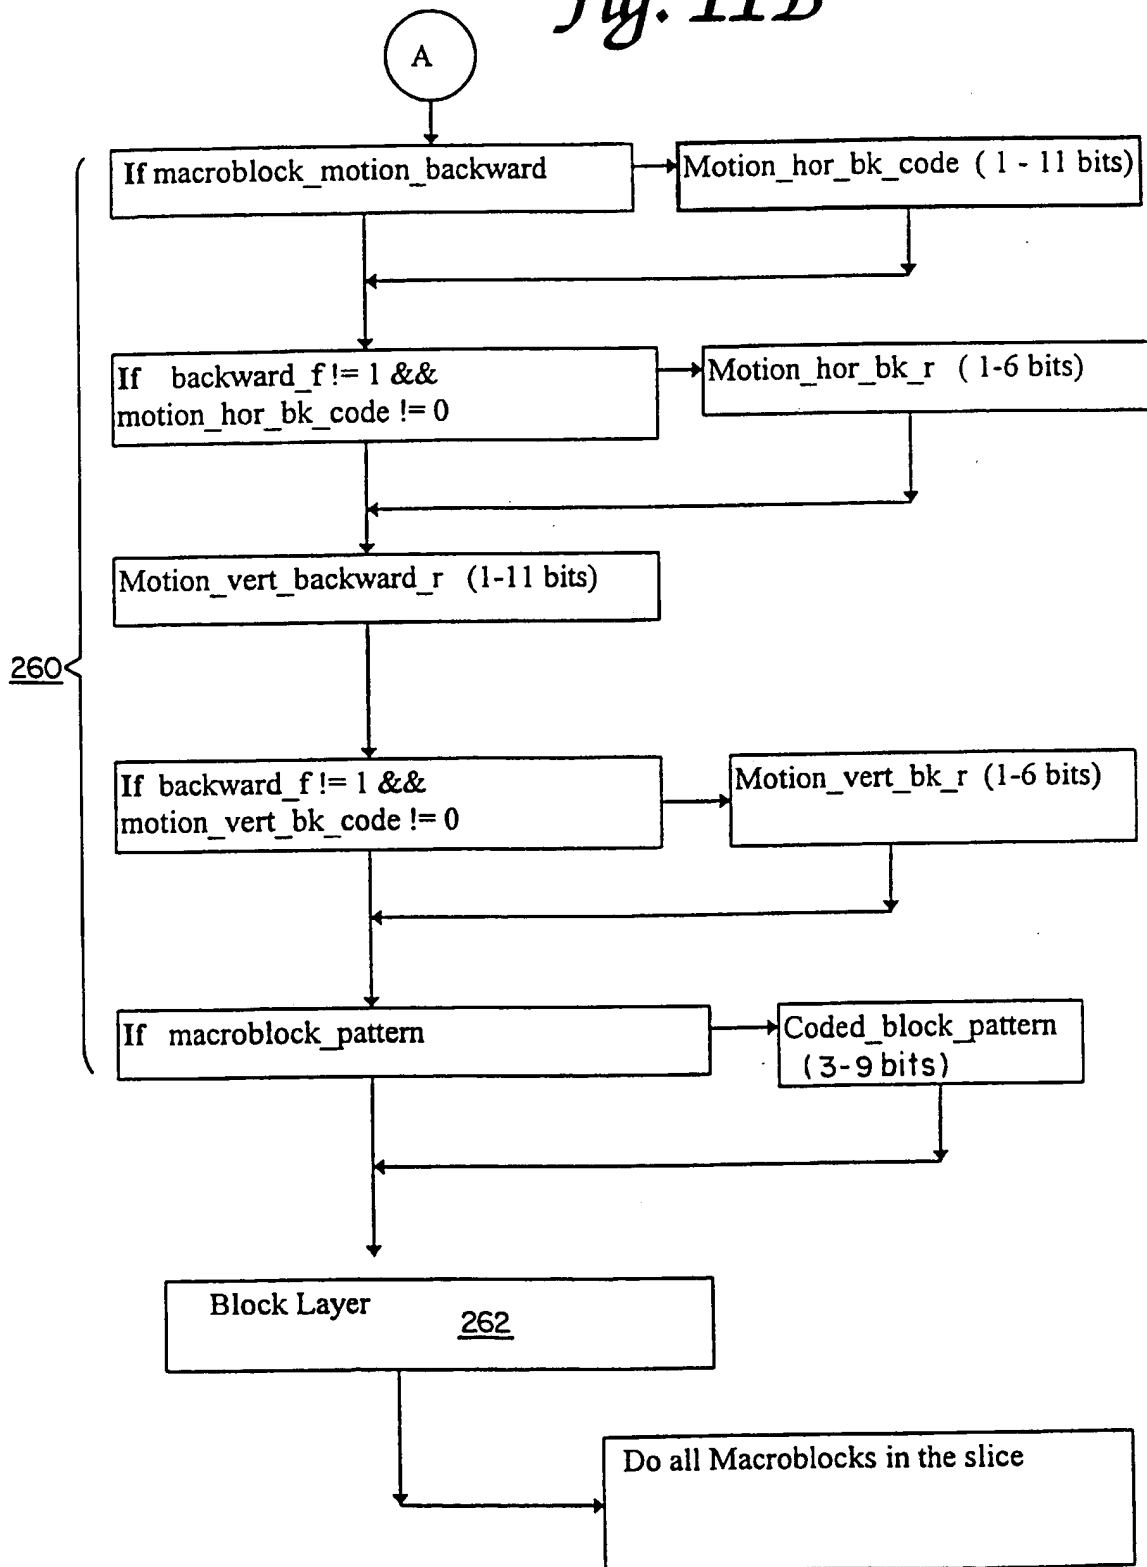 Fig. 11B
A
If macroblock_motion_backward
Motion_hor_bk_code ( 1 - 11 bits)
If backward_f != 1 &&
motion_hor_bk_code != 0
Motion_hor_bk_r ( 1-6 bits)
Motion_vert_backward_r (1-11 bits)
260
If backward_f != 1 &&
motion_vert_bk_code != 0
Motion_vert_bk_r (1-6 bits)
If macroblock_pattern
Coded_block_pattern
(3-9 bits)
Block Layer
262
Do all Macroblocks in the slice